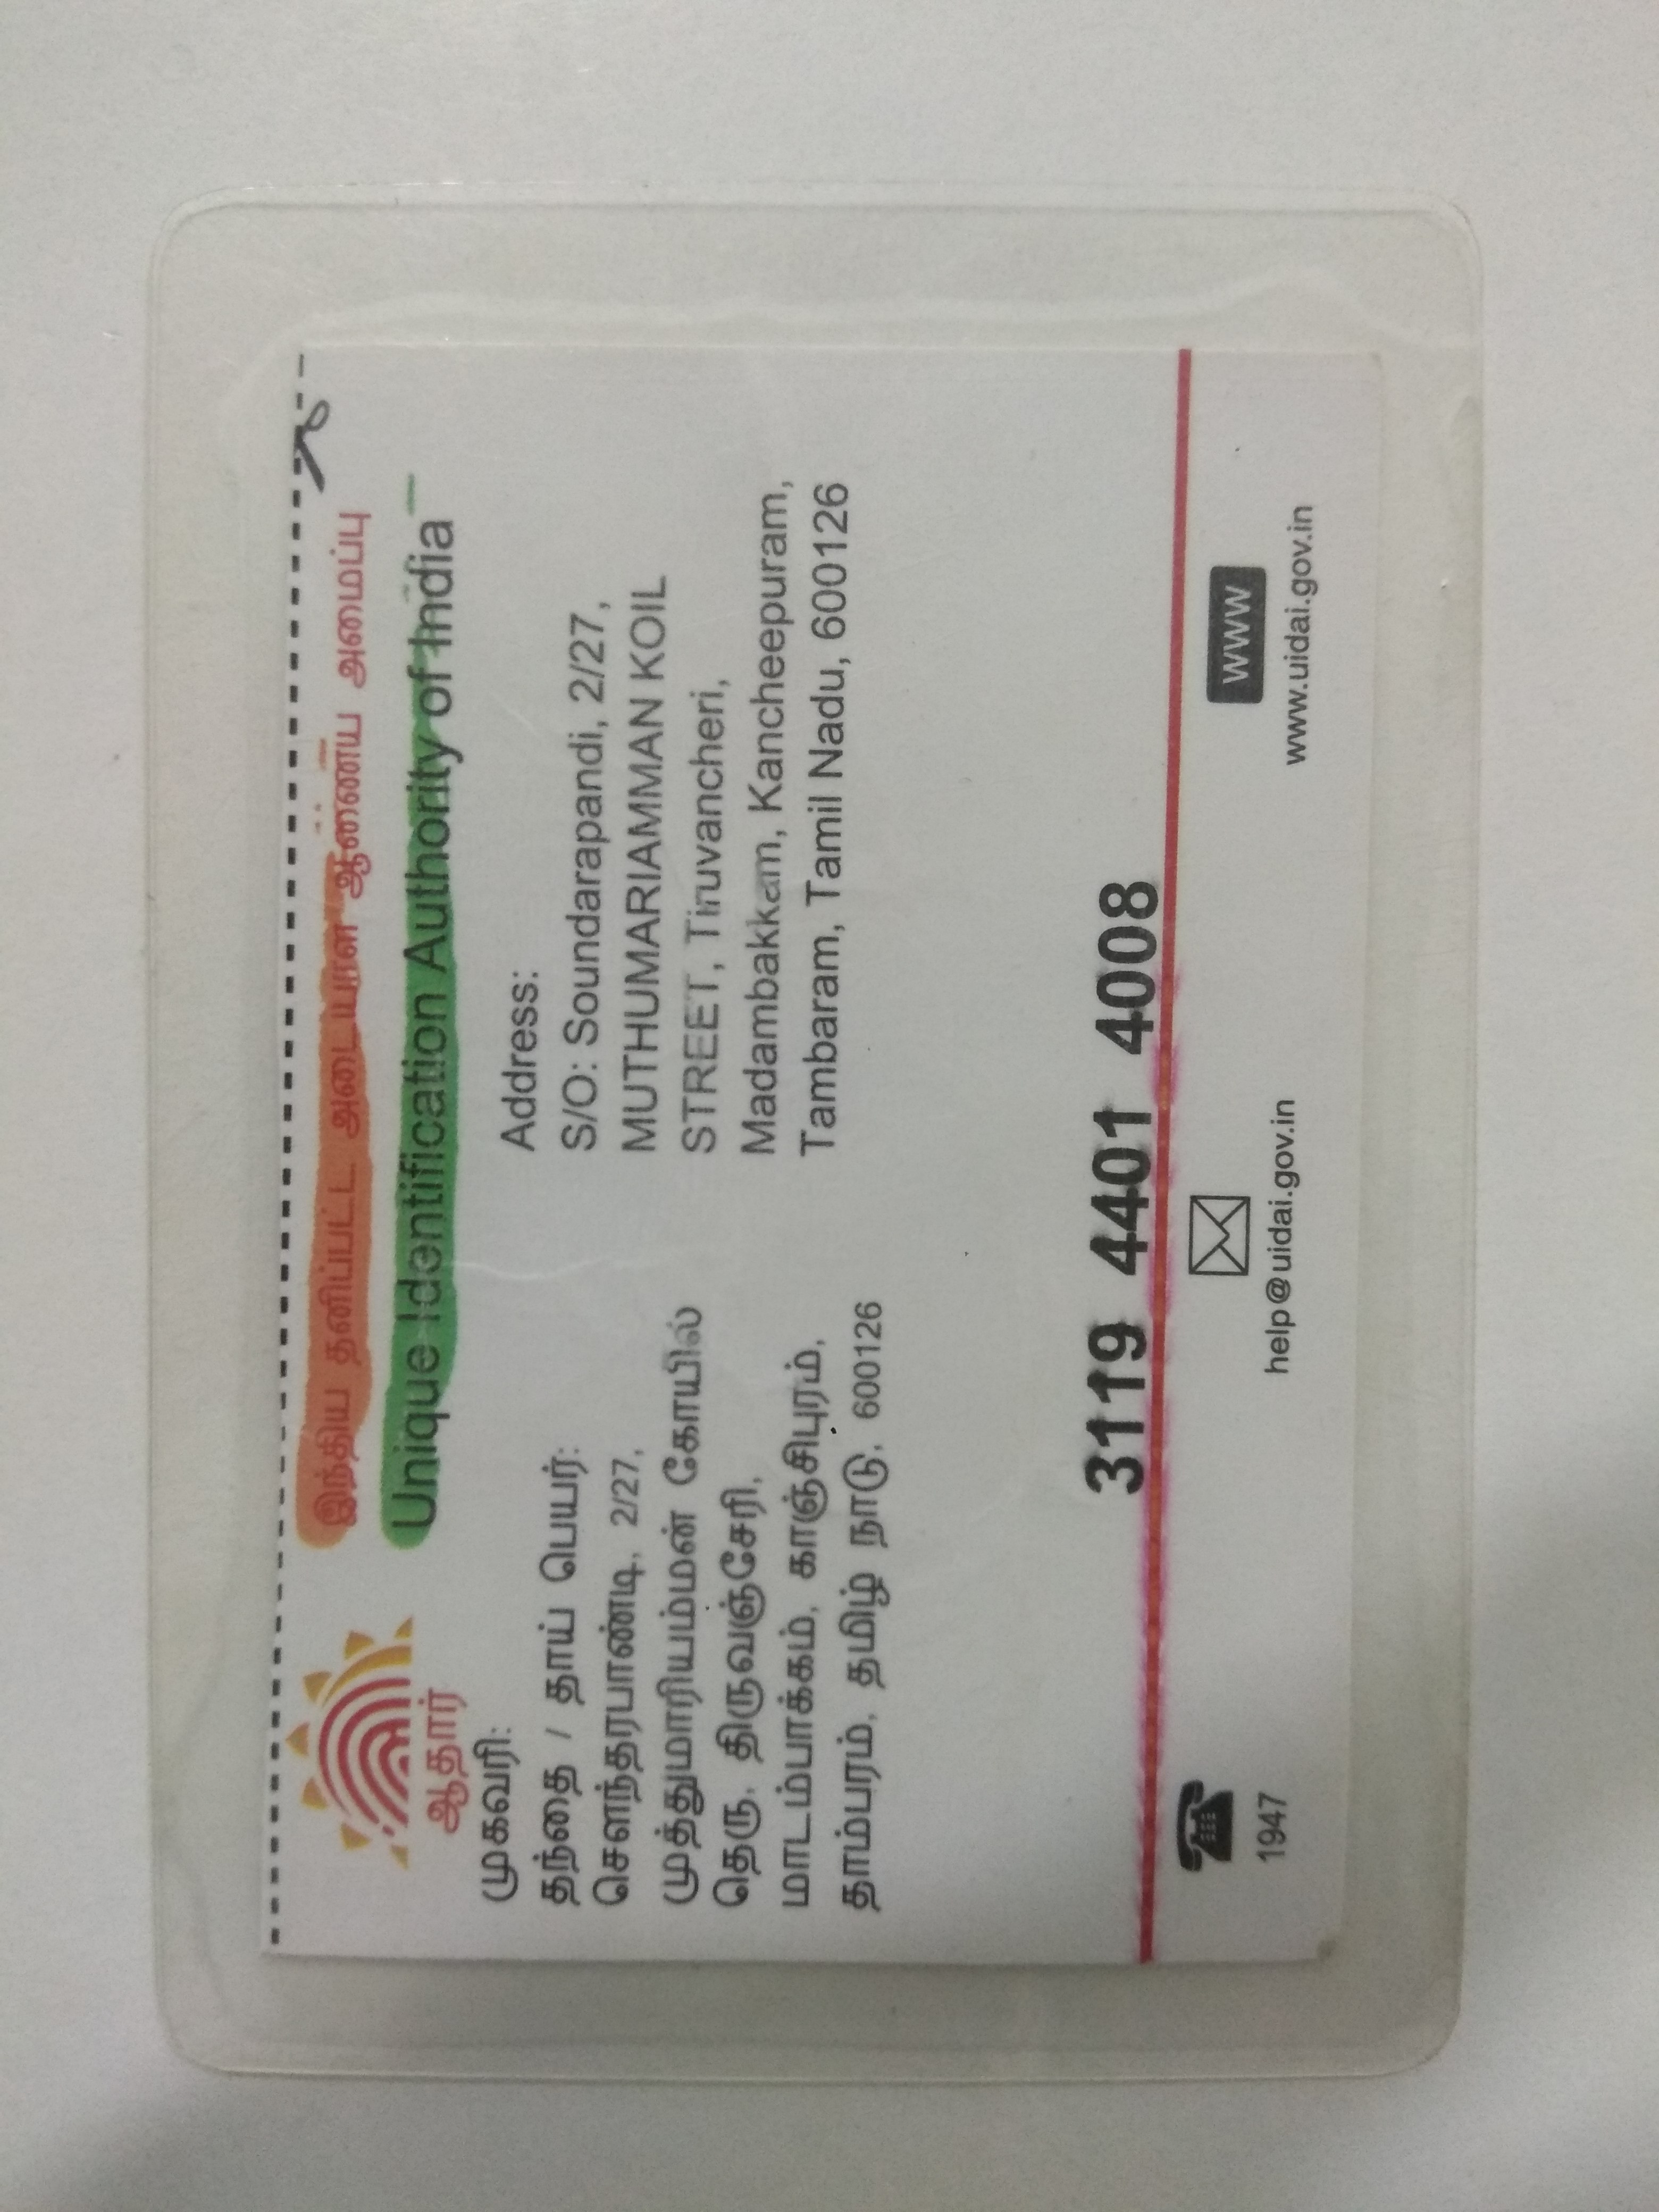 இந்திய தனிப்பட்ட அடையாள ஆணைய அமைப்பு
Unique Identification Authority of India
ஆதார்
முகவரி:
தந்தை / தாய் பெயர்:
சௌந்தரபாண்டி, 2/27,
முத்துமாரியம்மன் கோயில்
தெரு, திருவஞ்சேரி,
மாடம்பாக்கம், காஞ்சிபுரம்,
தாம்பரம், தமிழ் நாடு, 600126
Address:
S/O: Soundarapandi, 2/27,
MUTHUMARIAMMAN KOIL
STREET, Tiruvancheri,
Madambakkam, Kancheepuram,
Tambaram, Tamil Nadu, 600126
3119 4401 4008
1947
help@uidai.gov.in
www
www.uidai.gov.in